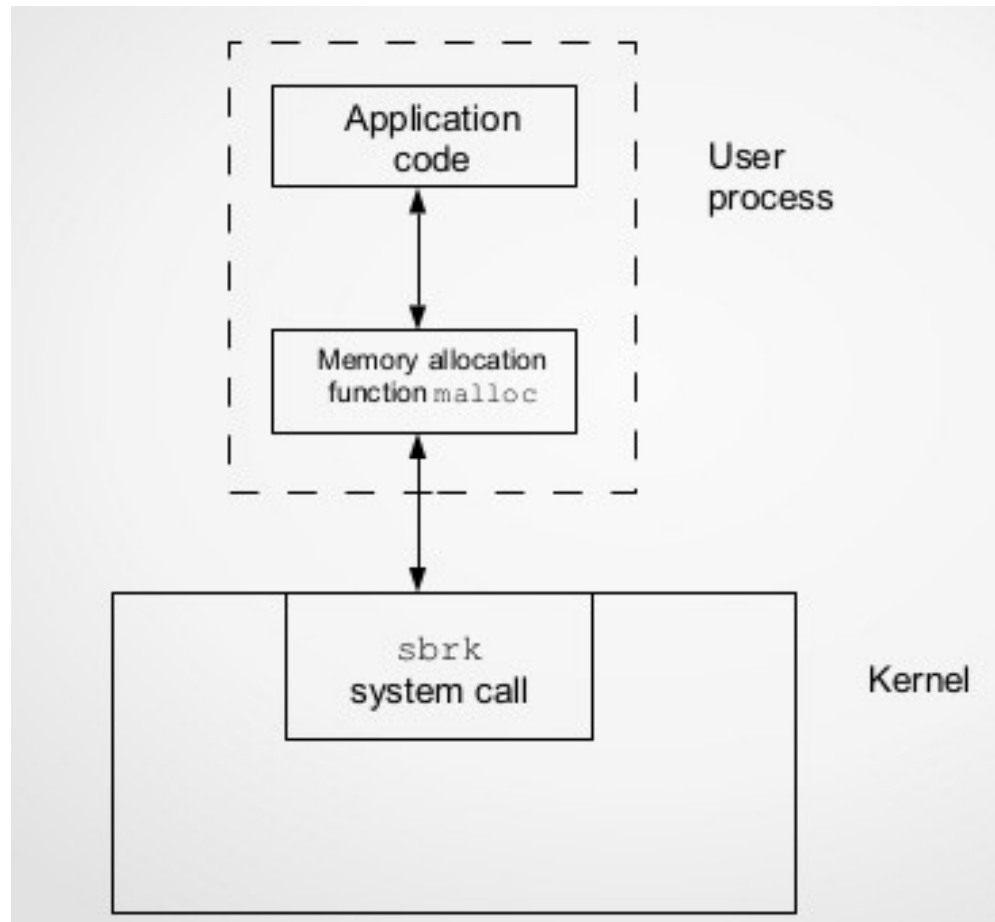 Application
code
User
process
Memory allocation
function malloc
sbrk
system call
Kernel